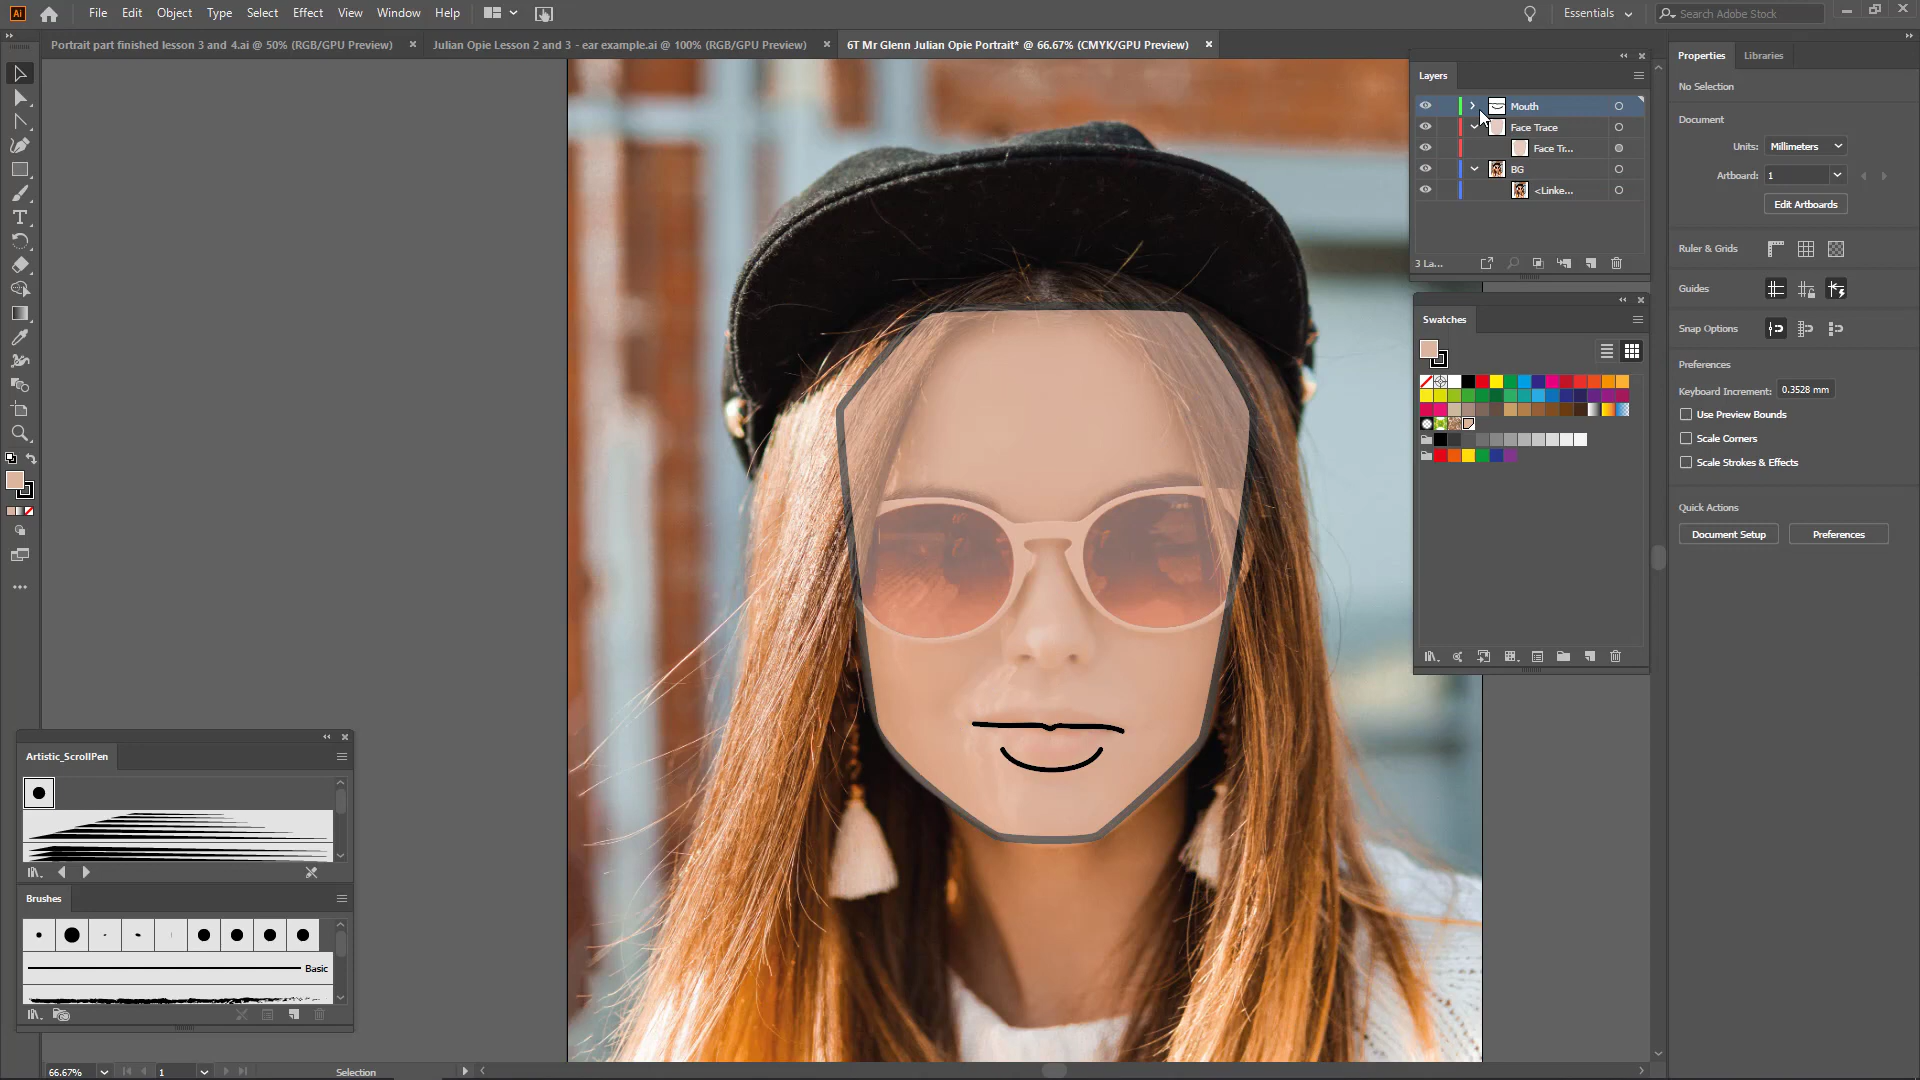 Ai File Edit Object Type Select Effect View Window Help Essentials Search Adobe Stock
Portrait part finished lesson 3 and 4.ai @ 50% (RGB/GPU Preview) Julian Opie Lesson 2 and 3 - ear example.ai @ 100% (RGB/GPU Preview) 6T Mr Glenn Julian Opie Portrait* @ 66.67% (CMYK/GPU Preview)
Layers
Mouth
Face Trace
Face Tr...
BG
<Linke...
3 La...
Swatches
Properties Libraries
No Selection
Document
Units: Millimeters
Artboard: 1
Edit Artboards
Ruler & Grids
Guides
Snap Options
Preferences
Keyboard Increment: 0.3528 mm
Use Preview Bounds
Scale Corners
Scale Strokes & Effects
Quick Actions
Document Setup Preferences
Artistic_ScrollPen
Brushes
Basic
66.67% 1 Selection